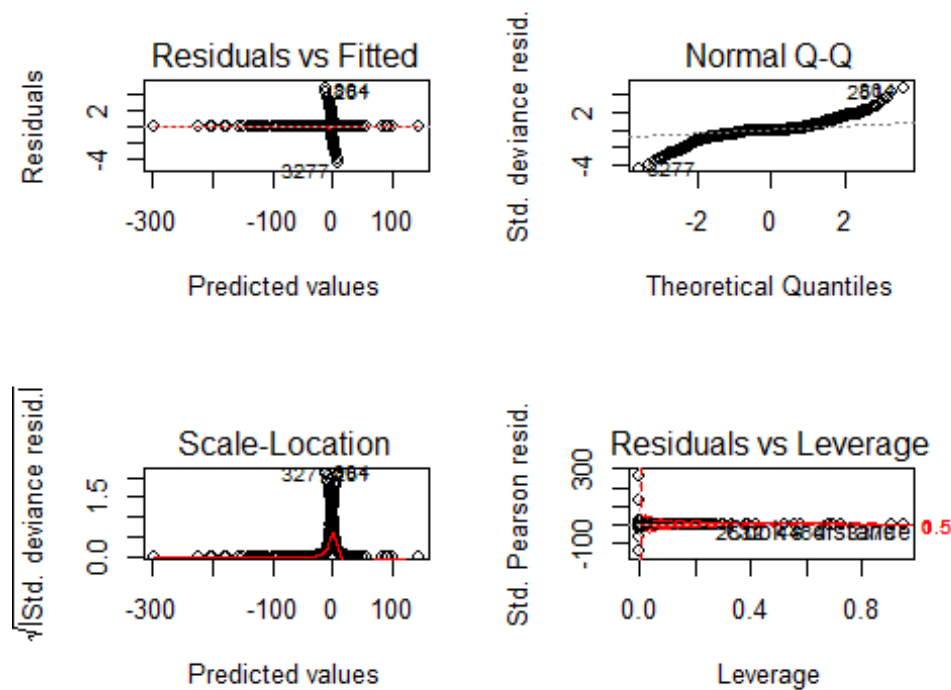 Residuals vs Fitted
Residuals
2
-4
3277
-300
-100
0
100
Predicted values
Normal Q-Q
Std. deviance resid.
2
-4
3277
-2
0
2
Theoretical Quantiles
Scale-Location
√|Std. deviance resid.|
1.5
0.0
-300
-100
0
100
Predicted values
Residuals vs Leverage
Std. Pearson resid.
300
-100
Cook's distance
0.5
0.0
0.4
0.8
Leverage